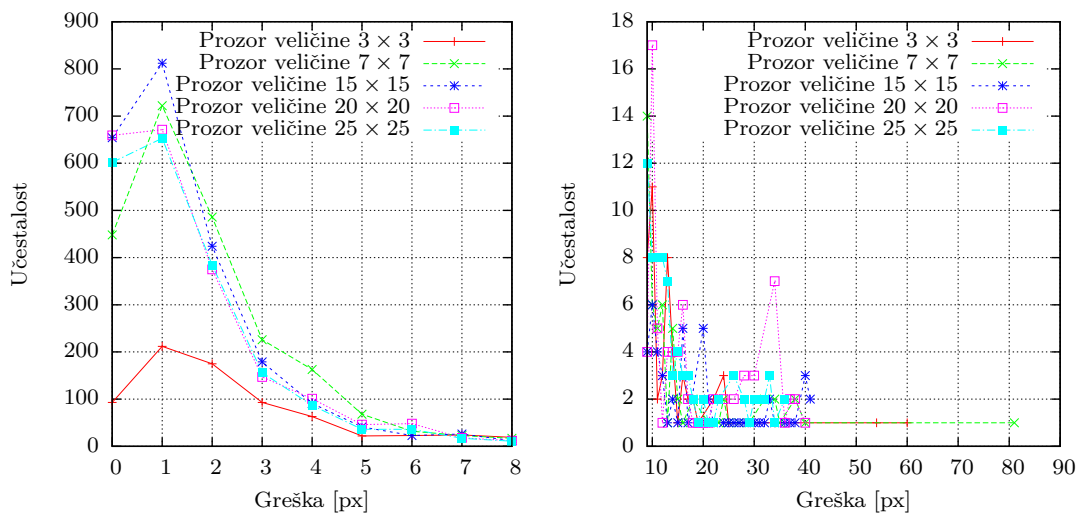 900
800
700
600
500
400
300
200
100
0
0 1 2 3 4 5 6 7 8
Učestalost
Greška [px]
Prozor veličine 3 × 3
Prozor veličine 7 × 7
Prozor veličine 15 × 15
Prozor veličine 20 × 20
Prozor veličine 25 × 25
18
16
14
12
10
8
6
4
2
0
10 20 30 40 50 60 70 80 90
Učestalost
Greška [px]
Prozor veličine 3 × 3
Prozor veličine 7 × 7
Prozor veličine 15 × 15
Prozor veličine 20 × 20
Prozor veličine 25 × 25